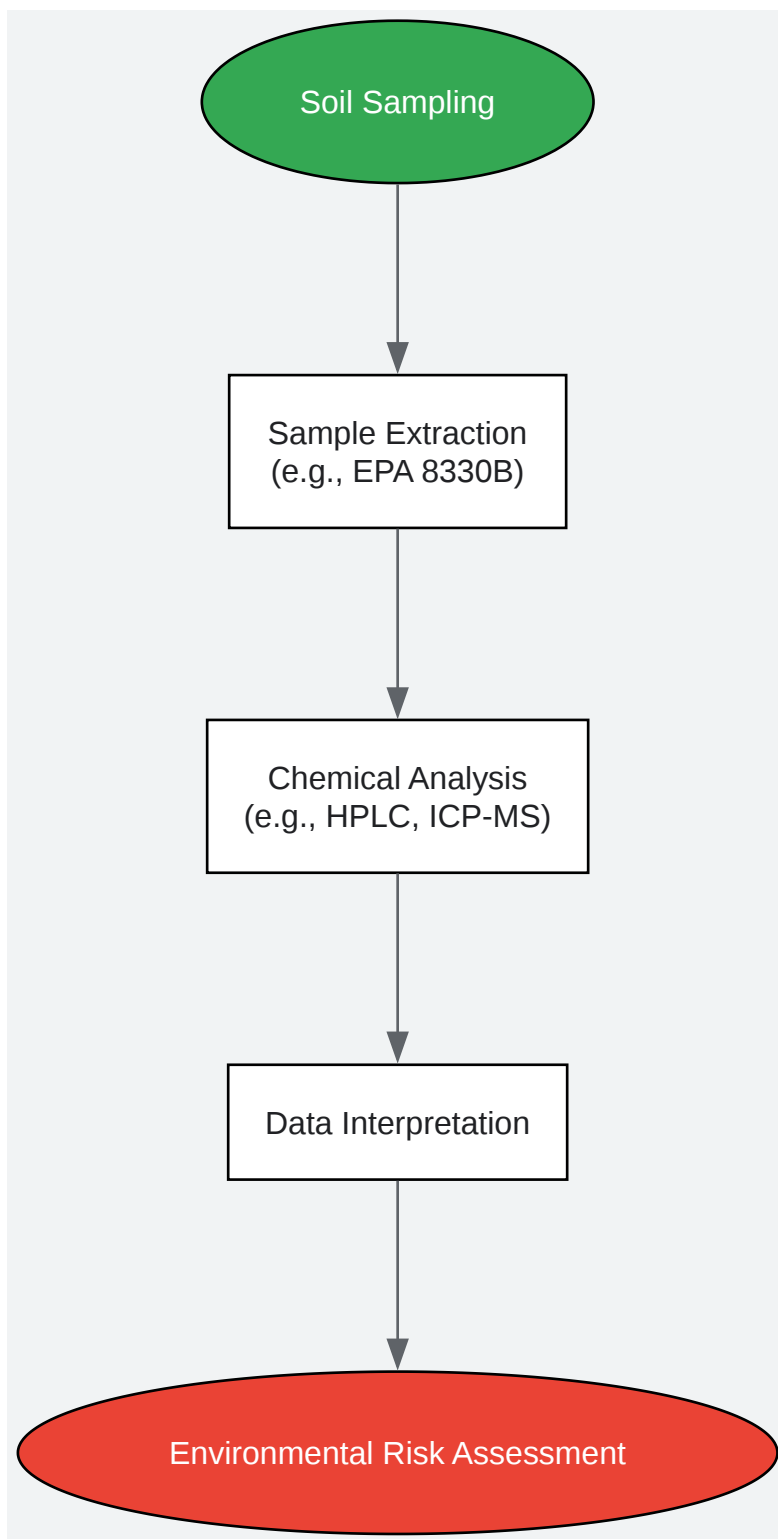 Soil Sampling
Sample Extraction
(e.g., EPA 8330B)
Chemical Analysis
(e.g., HPLC, ICP-MS)
Data Interpretation
Environmental Risk Assessment